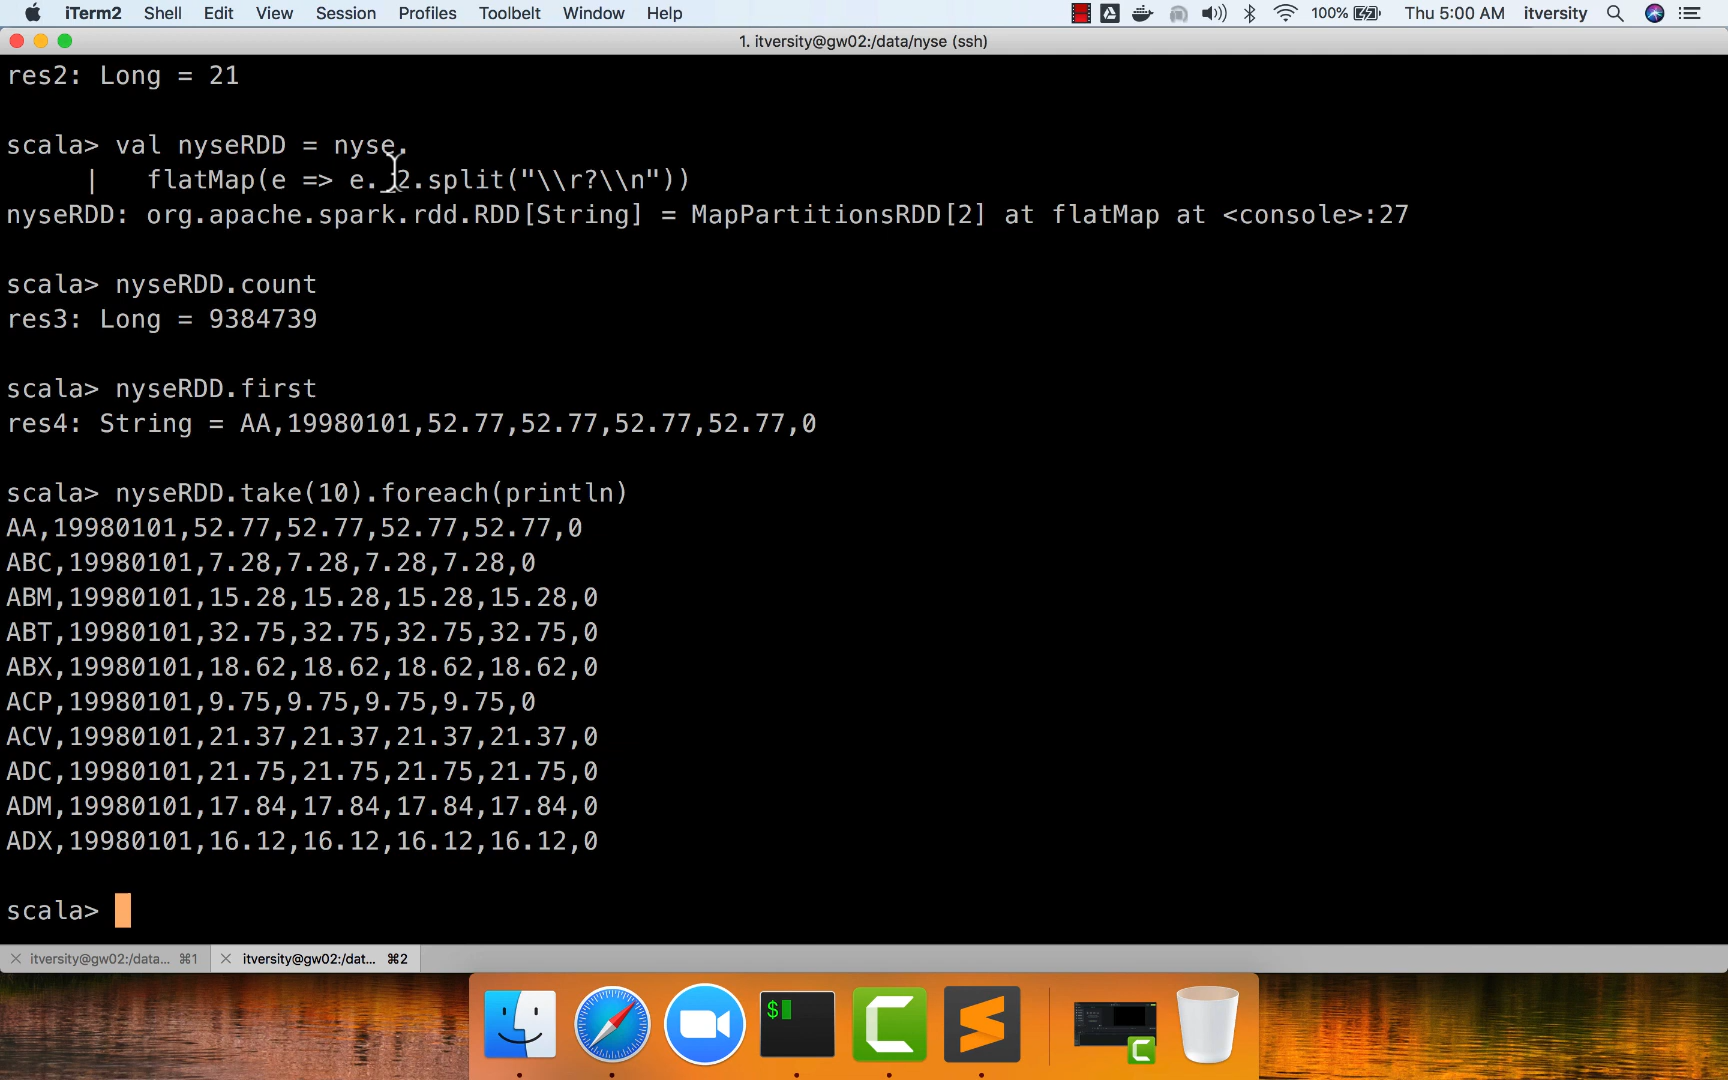 iTerm2 Shell Edit View Session Profiles Toolbelt Window Help 100% Thu 5:00 AM itversity
1. itversity@gw02:/data/nyse (ssh)
res2: Long = 21
scala> val nyseRDD = nyse.
| flatMap(e => e._2.split("\\r?\\n"))
nyseRDD: org.apache.spark.rdd.RDD[String] = MapPartitionsRDD[2] at flatMap at <console>:27
scala> nyseRDD.count
res3: Long = 9384739
scala> nyseRDD.first
res4: String = AA,19980101,52.77,52.77,52.77,52.77,0
scala> nyseRDD.take(10).foreach(println)
AA,19980101,52.77,52.77,52.77,52.77,0
ABC,19980101,7.28,7.28,7.28,7.28,0
ABM,19980101,15.28,15.28,15.28,15.28,0
ABT,19980101,32.75,32.75,32.75,32.75,0
ABX,19980101,18.62,18.62,18.62,18.62,0
ACP,19980101,9.75,9.75,9.75,9.75,0
ACV,19980101,21.37,21.37,21.37,21.37,0
ADC,19980101,21.75,21.75,21.75,21.75,0
ADM,19980101,17.84,17.84,17.84,17.84,0
ADX,19980101,16.12,16.12,16.12,16.12,0
scala>
itversity@gw02:/data... ⌘1 itversity@gw02:/dat... ⌘2
$